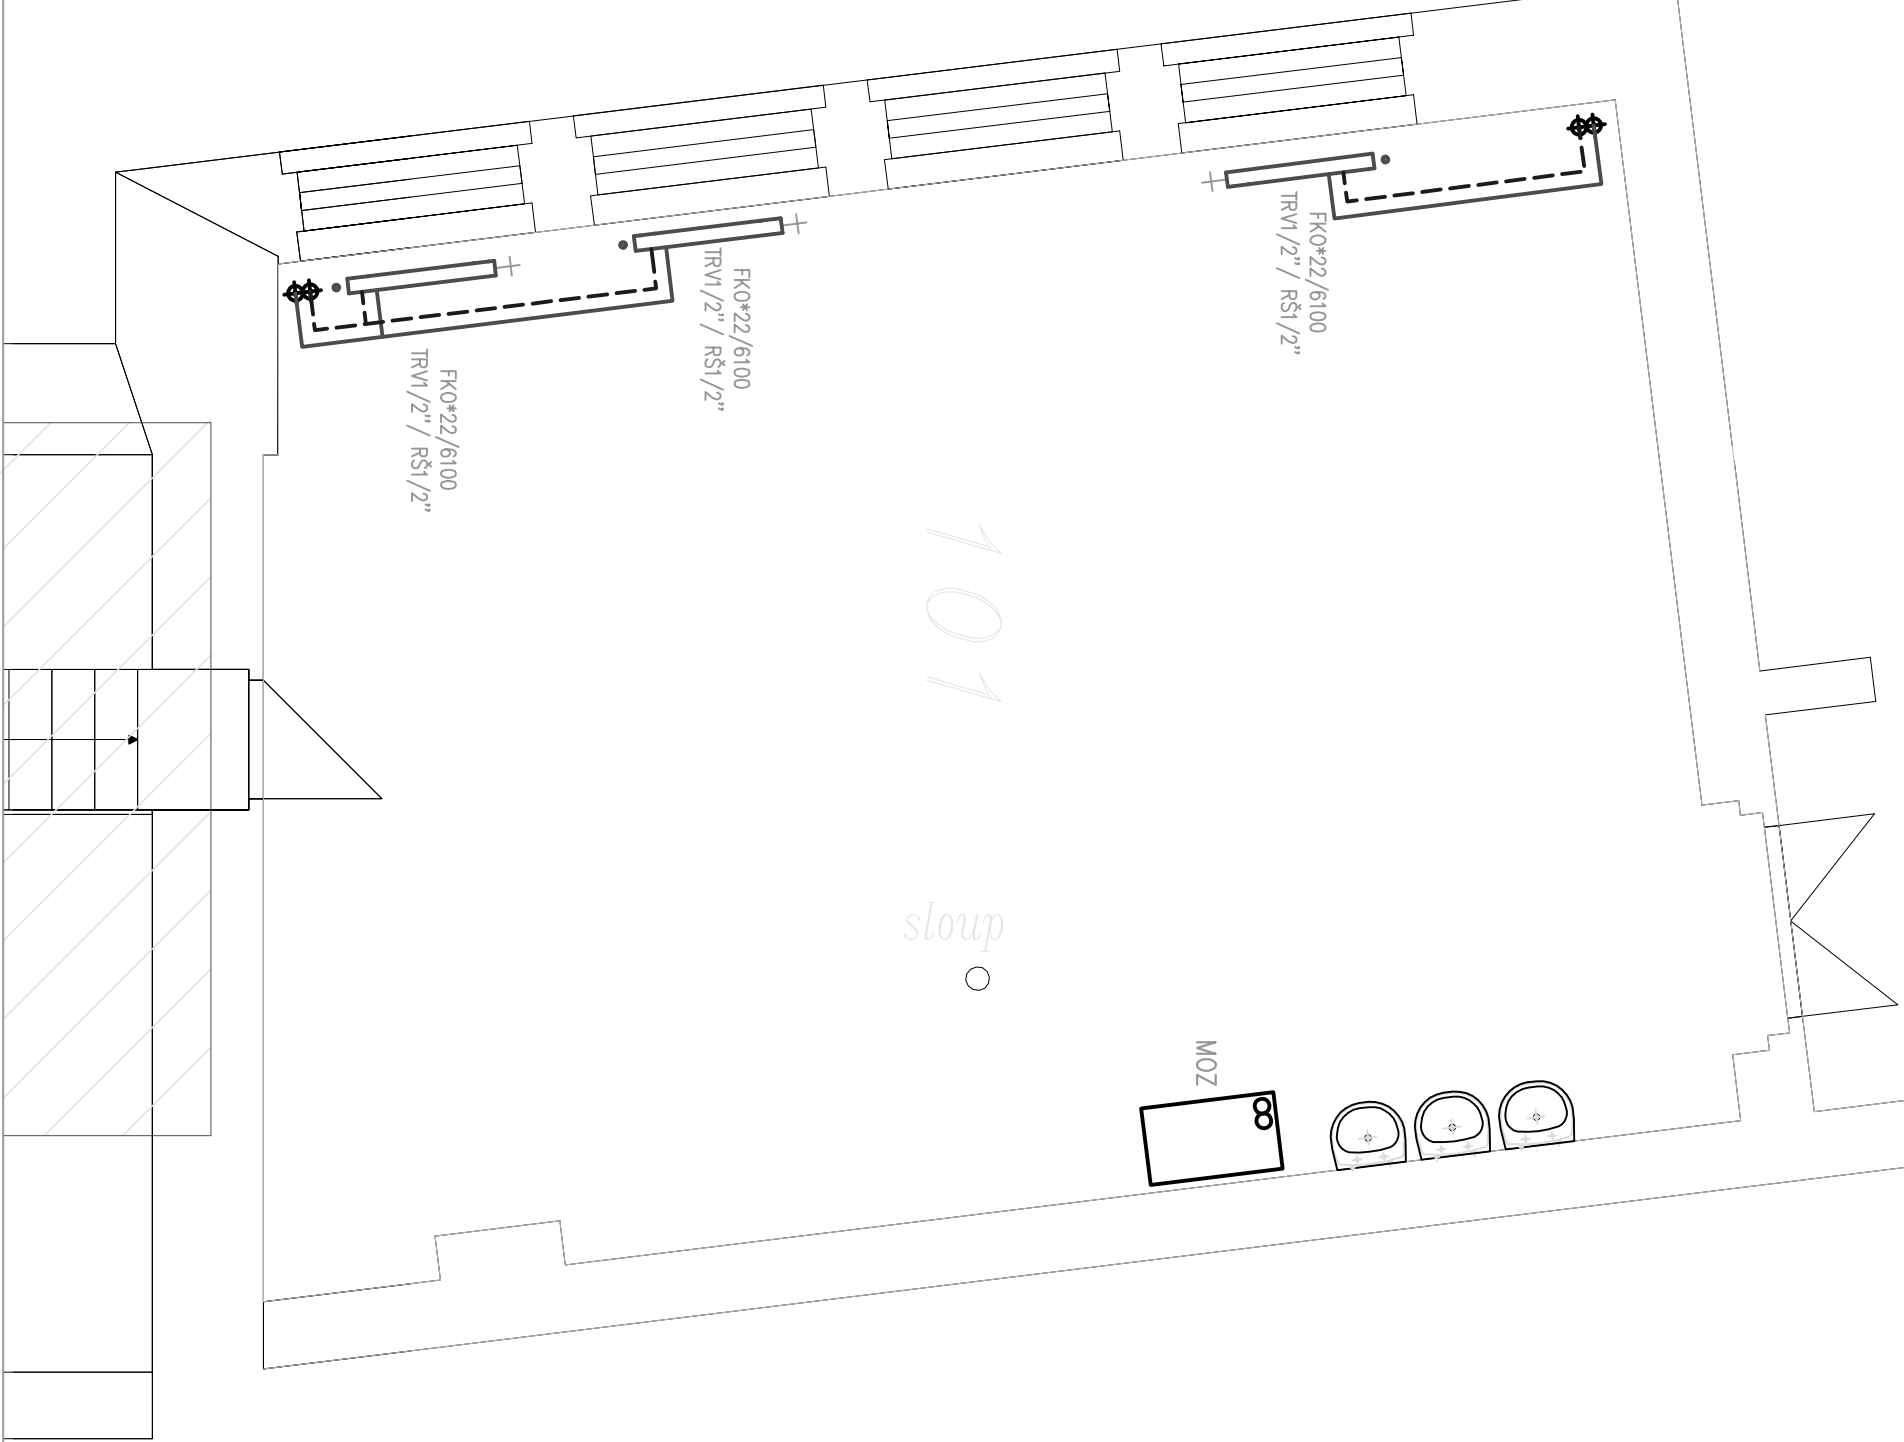 FKO*22/6100
TRV1/2" / RŠ1/2"
FKO*22/6100
TRV1/2" / RŠ1/2"
FKO*22/6100
TRV1/2" / RŠ1/2"
101
sloup
MOZ